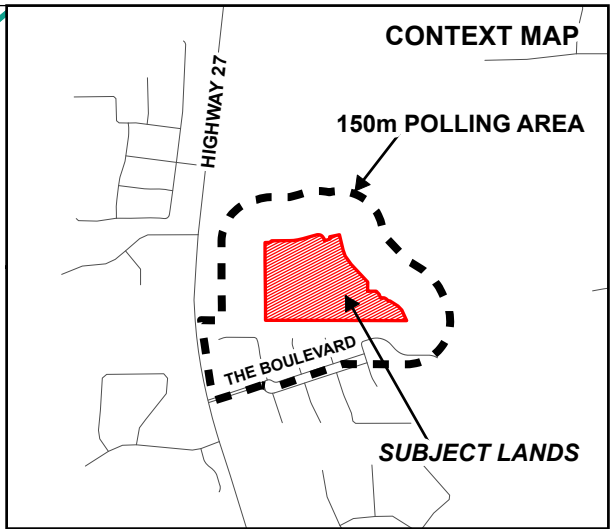 CONTEXT MAP
HIGHWAY 27
150m POLLING AREA
THE BOULEVARD
SUBJECT LANDS